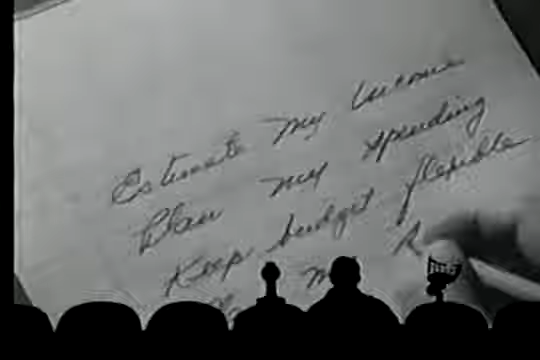 Estimate my income
Plan my spending
Keep budget flexible